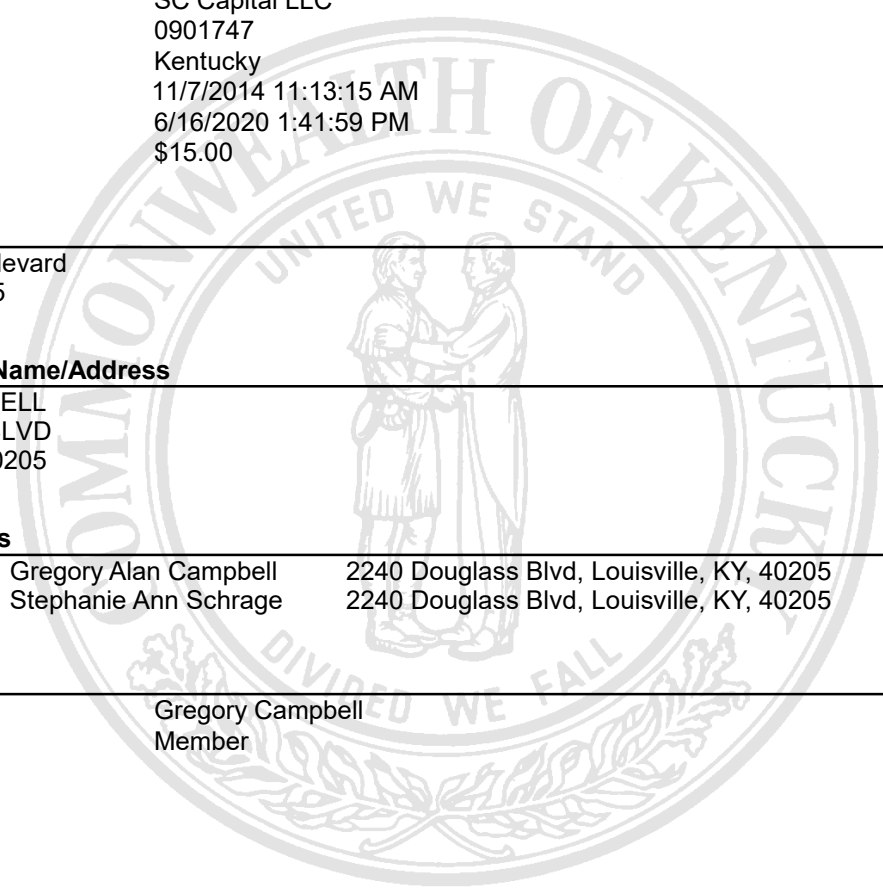 SC Capital LLC
0901747
Kentucky
11/7/2014 11:13:15 AM
6/16/2020 1:41:59 PM
$15.00
levard
5
Name/Address
ELL
LVD
0205
s
Gregory Alan Campbell 2240 Douglass Blvd, Louisville, KY, 40205
Stephanie Ann Schrage 2240 Douglass Blvd, Louisville, KY, 40205
Gregory Campbell
Member
COMMONWEALTH OF KENTUCKY
UNITED WE STAND
DIVIDED WE FALL